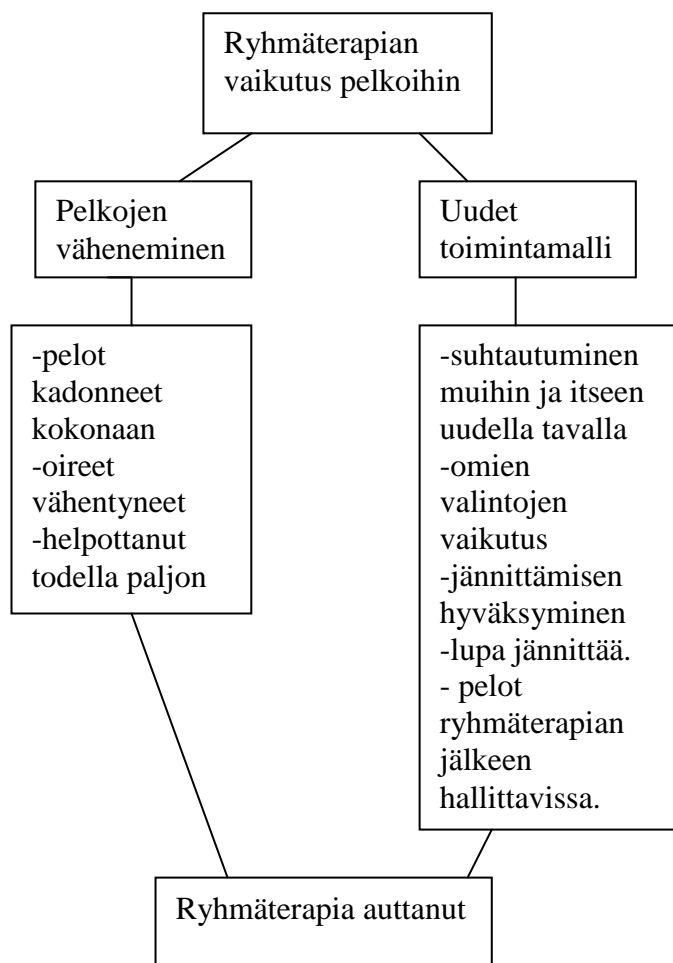 Ryhmäterapian
vaikutus pelkoihin
Pelkojen
väheneminen
Uudet
toimintamalli
-pelot
kadonneet
kokonaan
-oireet
vähentyneet
-helpottanut
todella paljon
-suhtautuminen
muihin ja itseen
uudella tavalla
-omien
valintojen
vaikutus
-jännittämisen
hyväksyminen
-lupa jännittää.
- pelot
ryhmäterapian
jälkeen
hallittavissa.
Ryhmäterapia auttanut